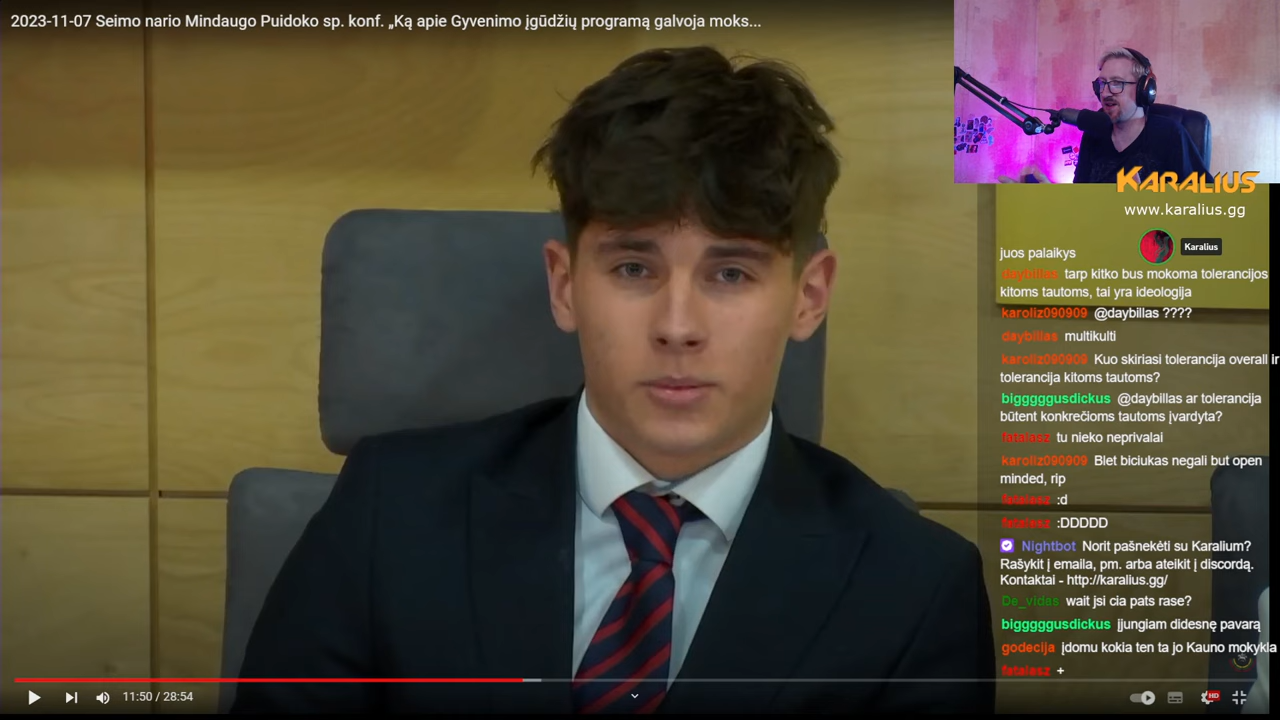 2023-11-07 Seimo nario Mindaugo Puidoko sp. konf. „Ką apie Gyvenimo įgūdžių programą galvoja moks...
KARALIUS
www.karalius.gg
Karalius
juos palaikys
daybillas tarp kitko bus mokoma tolerancijos
kitoms tautoms, tai yra ideologija
karoliz090909 @daybillas ????
daybillas multikulti
karoliz090909 Kuo skiriasi tolerancija overall ir
tolerancija kitoms tautoms?
bigggggusdickus @daybillas ar tolerancija
būtent konkrečioms tautoms įvardyta?
fatalasz tu nieko neprivalai
karoliz090909 Blet biciukas negali but open
minded, rip
fatalasz :d
fatalasz :DDDDD
Nightbot Norit pašnekėti su Karalium?
Rašykit į emaila, pm. arba ateikit į discordą.
Kontaktai - http://karalius.gg/
De_vidas wait jsi cia pats rase?
bigggggusdickus įjungiam didesnę pavarą
godecija įdomu kokia ten ta jo Kauno mokykla
fatalasz +
11:50 / 28:54
HD